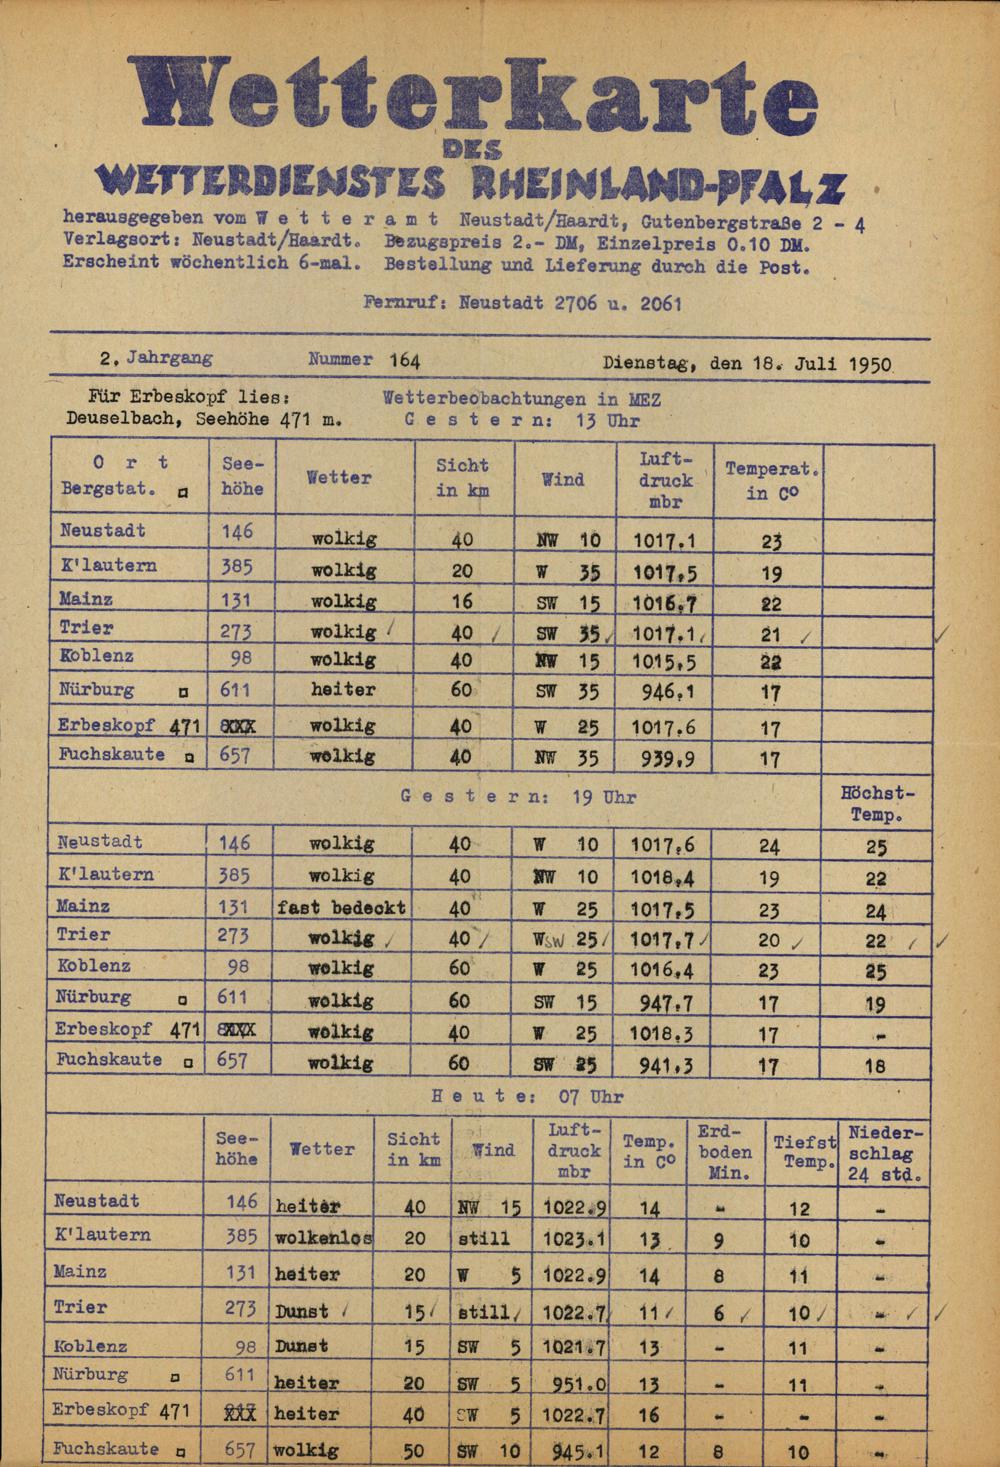 Wetterkarte
DES
WETTERDIENSTES RHEINLAND-PFALZ
herausgegeben vom W e t t e r a m t Neustadt/Haardt, Gutenbergstraße 2 - 4
Verlagsort: Neustadt/Haardt. Bezugspreis 2.- DM, Einzelpreis 0.10 DM.
Erscheint wöchentlich 6-mal. Bestellung und Lieferung durch die Post.
Fernruf: Neustadt 2706 u. 2061
2. Jahrgang Nummer 164 Dienstag, den 18. Juli 1950
Für Erbeskopf lies: Wetterbeobachtungen in MEZ
Deuselbach, Seehöhe 471 m. G e s t e r n: 13 Uhr
O r t See- Wetter Sicht Wind Luft- Temperat.
Bergstat. höhe in km druck in C°
mbr
Neustadt 146 wolkig 40 NW 10 1017.1 23
K'lautern 385 wolkig 20 W 35 1017.5 19
Mainz 131 wolkig 16 SW 15 1016.7 22
Trier 273 wolkig 40 SW 35 1017.1 21
Koblenz 98 wolkig 40 NW 15 1015.5 22
Nürburg 611 heiter 60 SW 35 946.1 17
Erbeskopf 471 wolkig 40 W 25 1017.6 17
Fuchskaute 657 wolkig 40 NW 35 939.9 17
G e s t e r n: 19 Uhr Höchst-
Temp.
Neustadt 146 wolkig 40 W 10 1017.6 24 25
K'lautern 385 wolkig 40 NW 10 1018.4 19 22
Mainz 131 fast bedeckt 40 W 25 1017.5 23 24
Trier 273 wolkig 40 WSW 25 1017.7 20 22
Koblenz 98 wolkig 60 W 25 1016.4 23 25
Nürburg 611 wolkig 60 SW 15 947.7 17 19
Erbeskopf 471 wolkig 40 W 25 1018.3 17 -
Fuchskaute 657 wolkig 60 SW 25 941.3 17 18
H e u t e: 07 Uhr
See- Wetter Sicht Wind Luft- Temp. Erd- Tiefst Nieder-
höhe in km druck in C° boden Temp. schlag
mbr Min. 24 std.
Neustadt 146 heiter 40 NW 15 1022.9 14 - 12 -
K'lautern 385 wolkenlos 20 still 1023.1 13 9 10 -
Mainz 131 heiter 20 W 5 1022.9 14 8 11 -
Trier 273 Dunst 15 still 1022.7 11 6 10 -
Koblenz 98 Dunst 15 SW 5 1021.7 13 - 11 -
Nürburg 611 heiter 20 SW 5 951.0 13 - 11 -
Erbeskopf 471 heiter 40 SW 5 1022.7 16 - - -
Fuchskaute 657 wolkig 50 SW 10 945.1 12 8 10 -